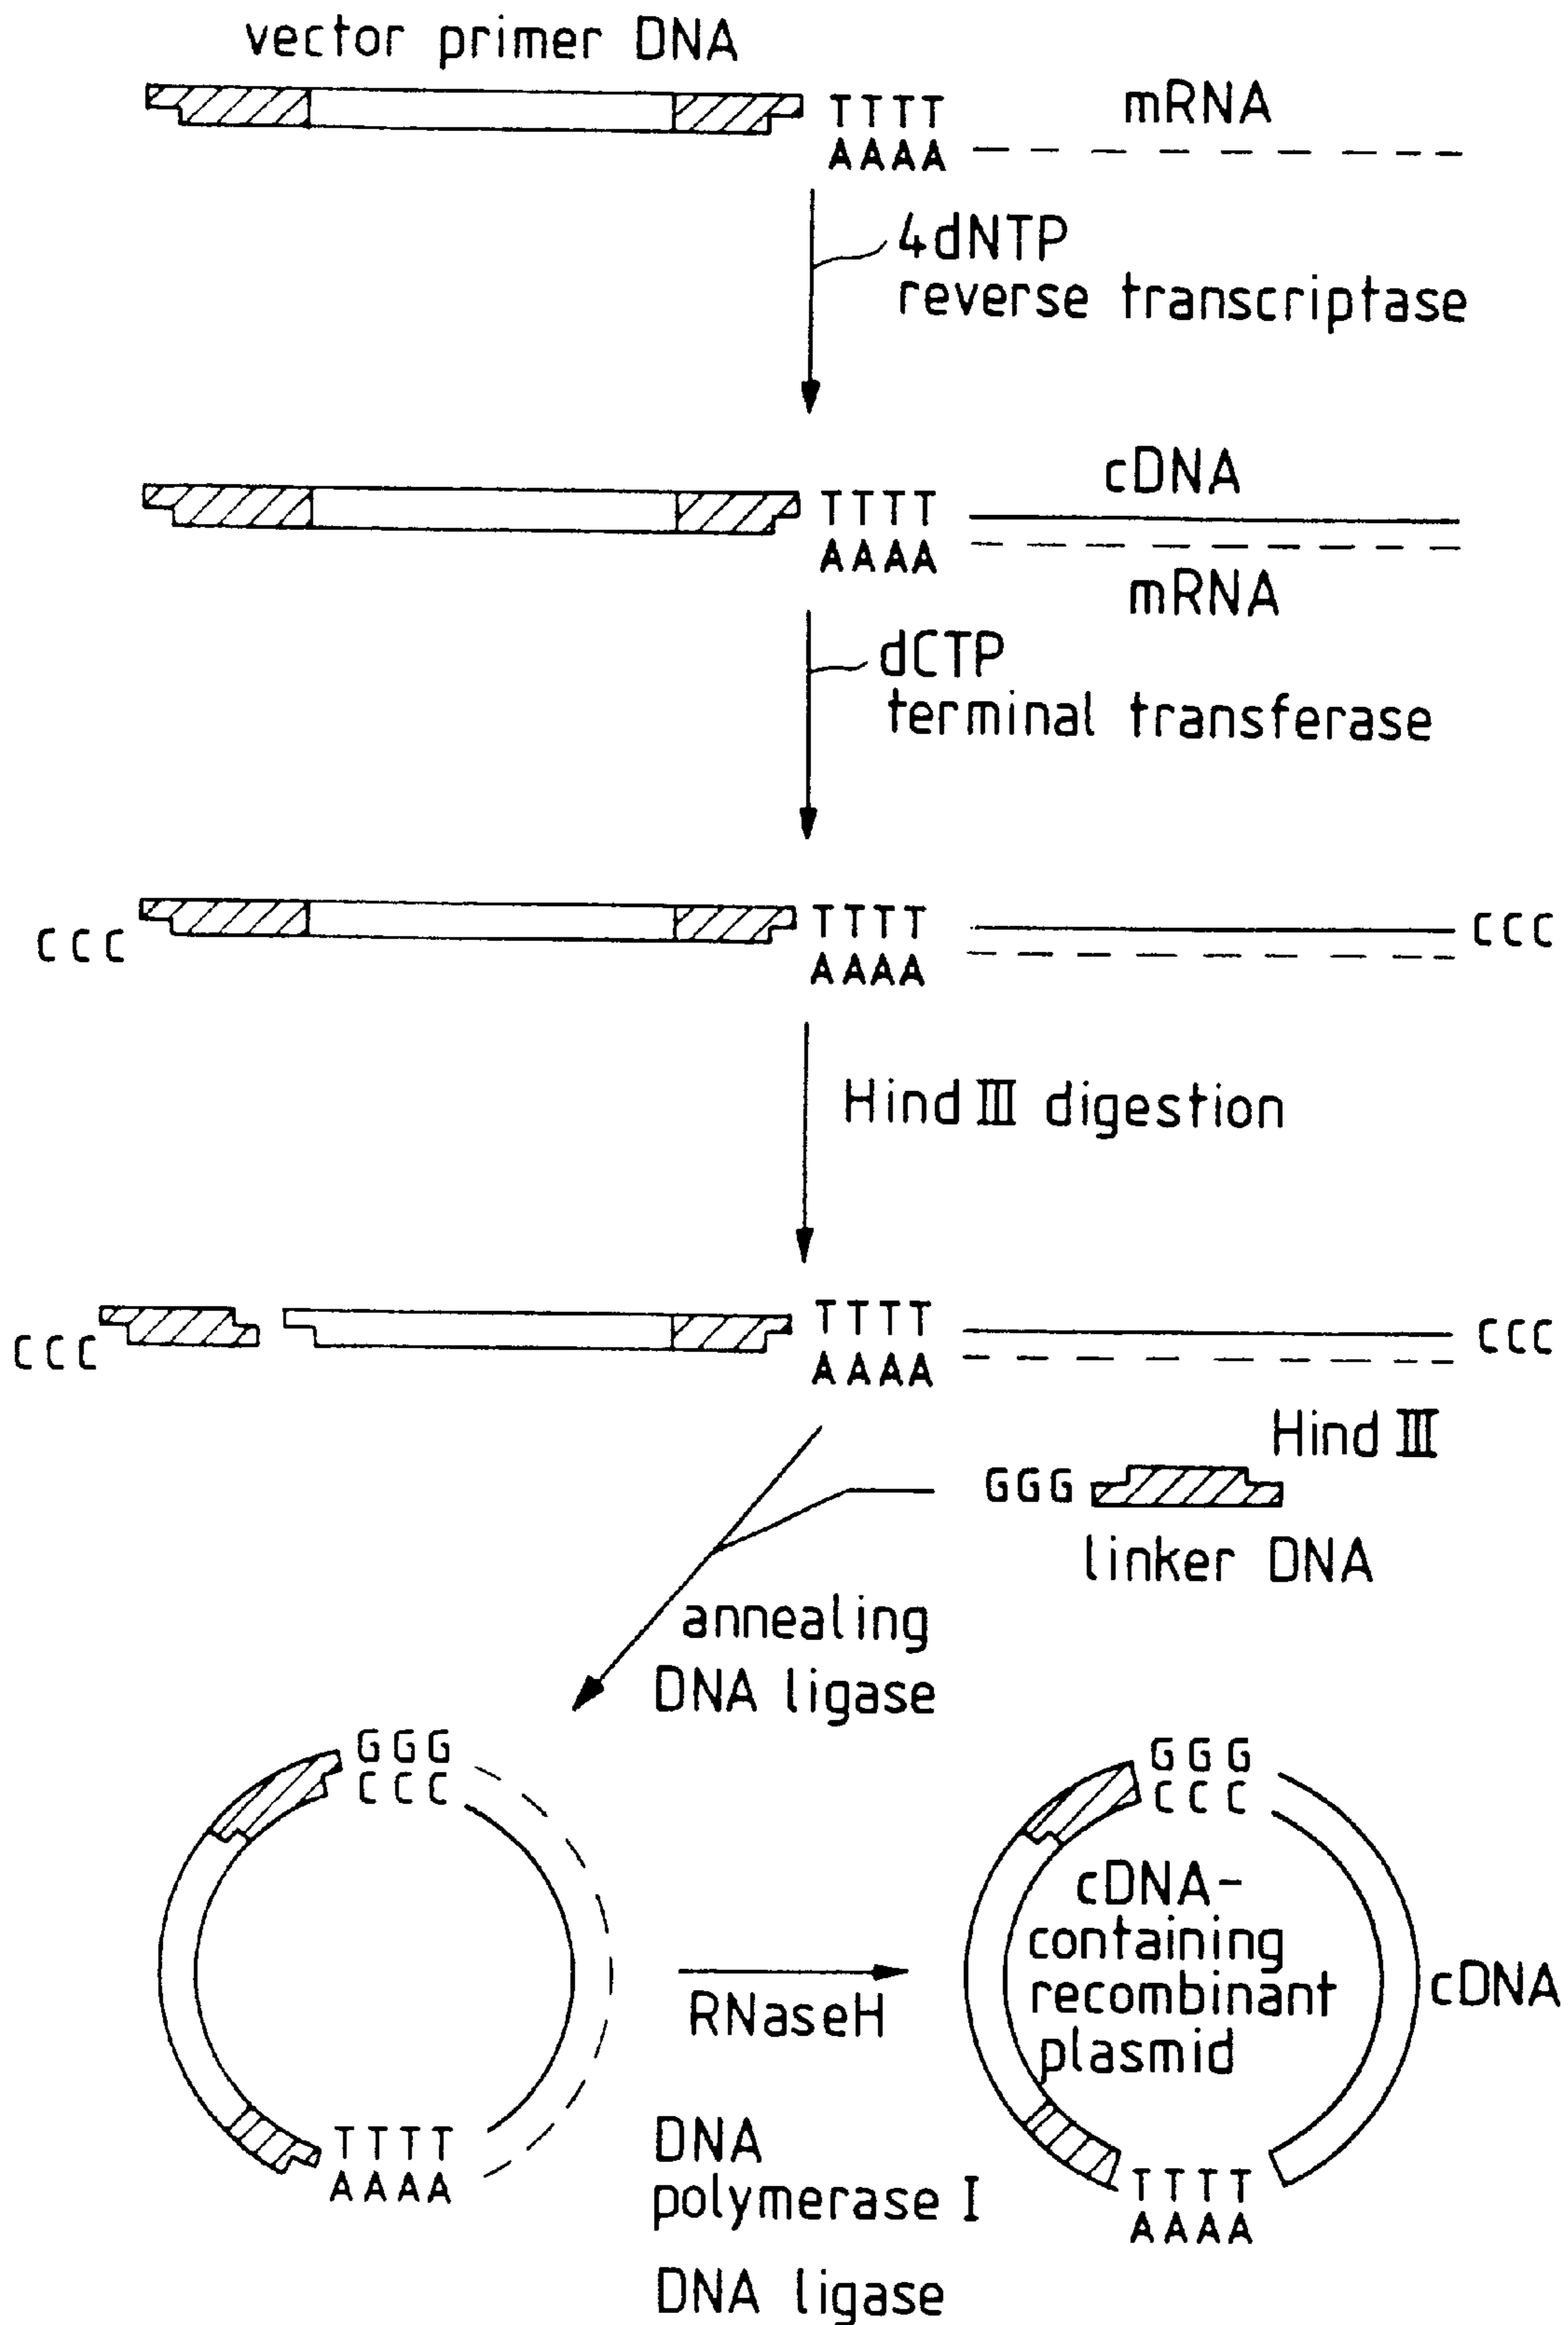 vector primer DNA
TTTT
mRNA
AAAA
4dNTP
reverse transcriptase
cDNA
TTTT
AAAA
mRNA
dCTP
terminal transferase
CCC
TTTT
CCC
AAAA
Hind III digestion
CCC
TTTT
CCC
AAAA
Hind III
GGG
linker DNA
annealing
DNA ligase
GGG
CCC
GGG
CCC
cDNA-
containing
recombinant
plasmid
cDNA
RNaseH
TTTT
AAAA
DNA
polymerase I
DNA ligase
TTTT
AAAA